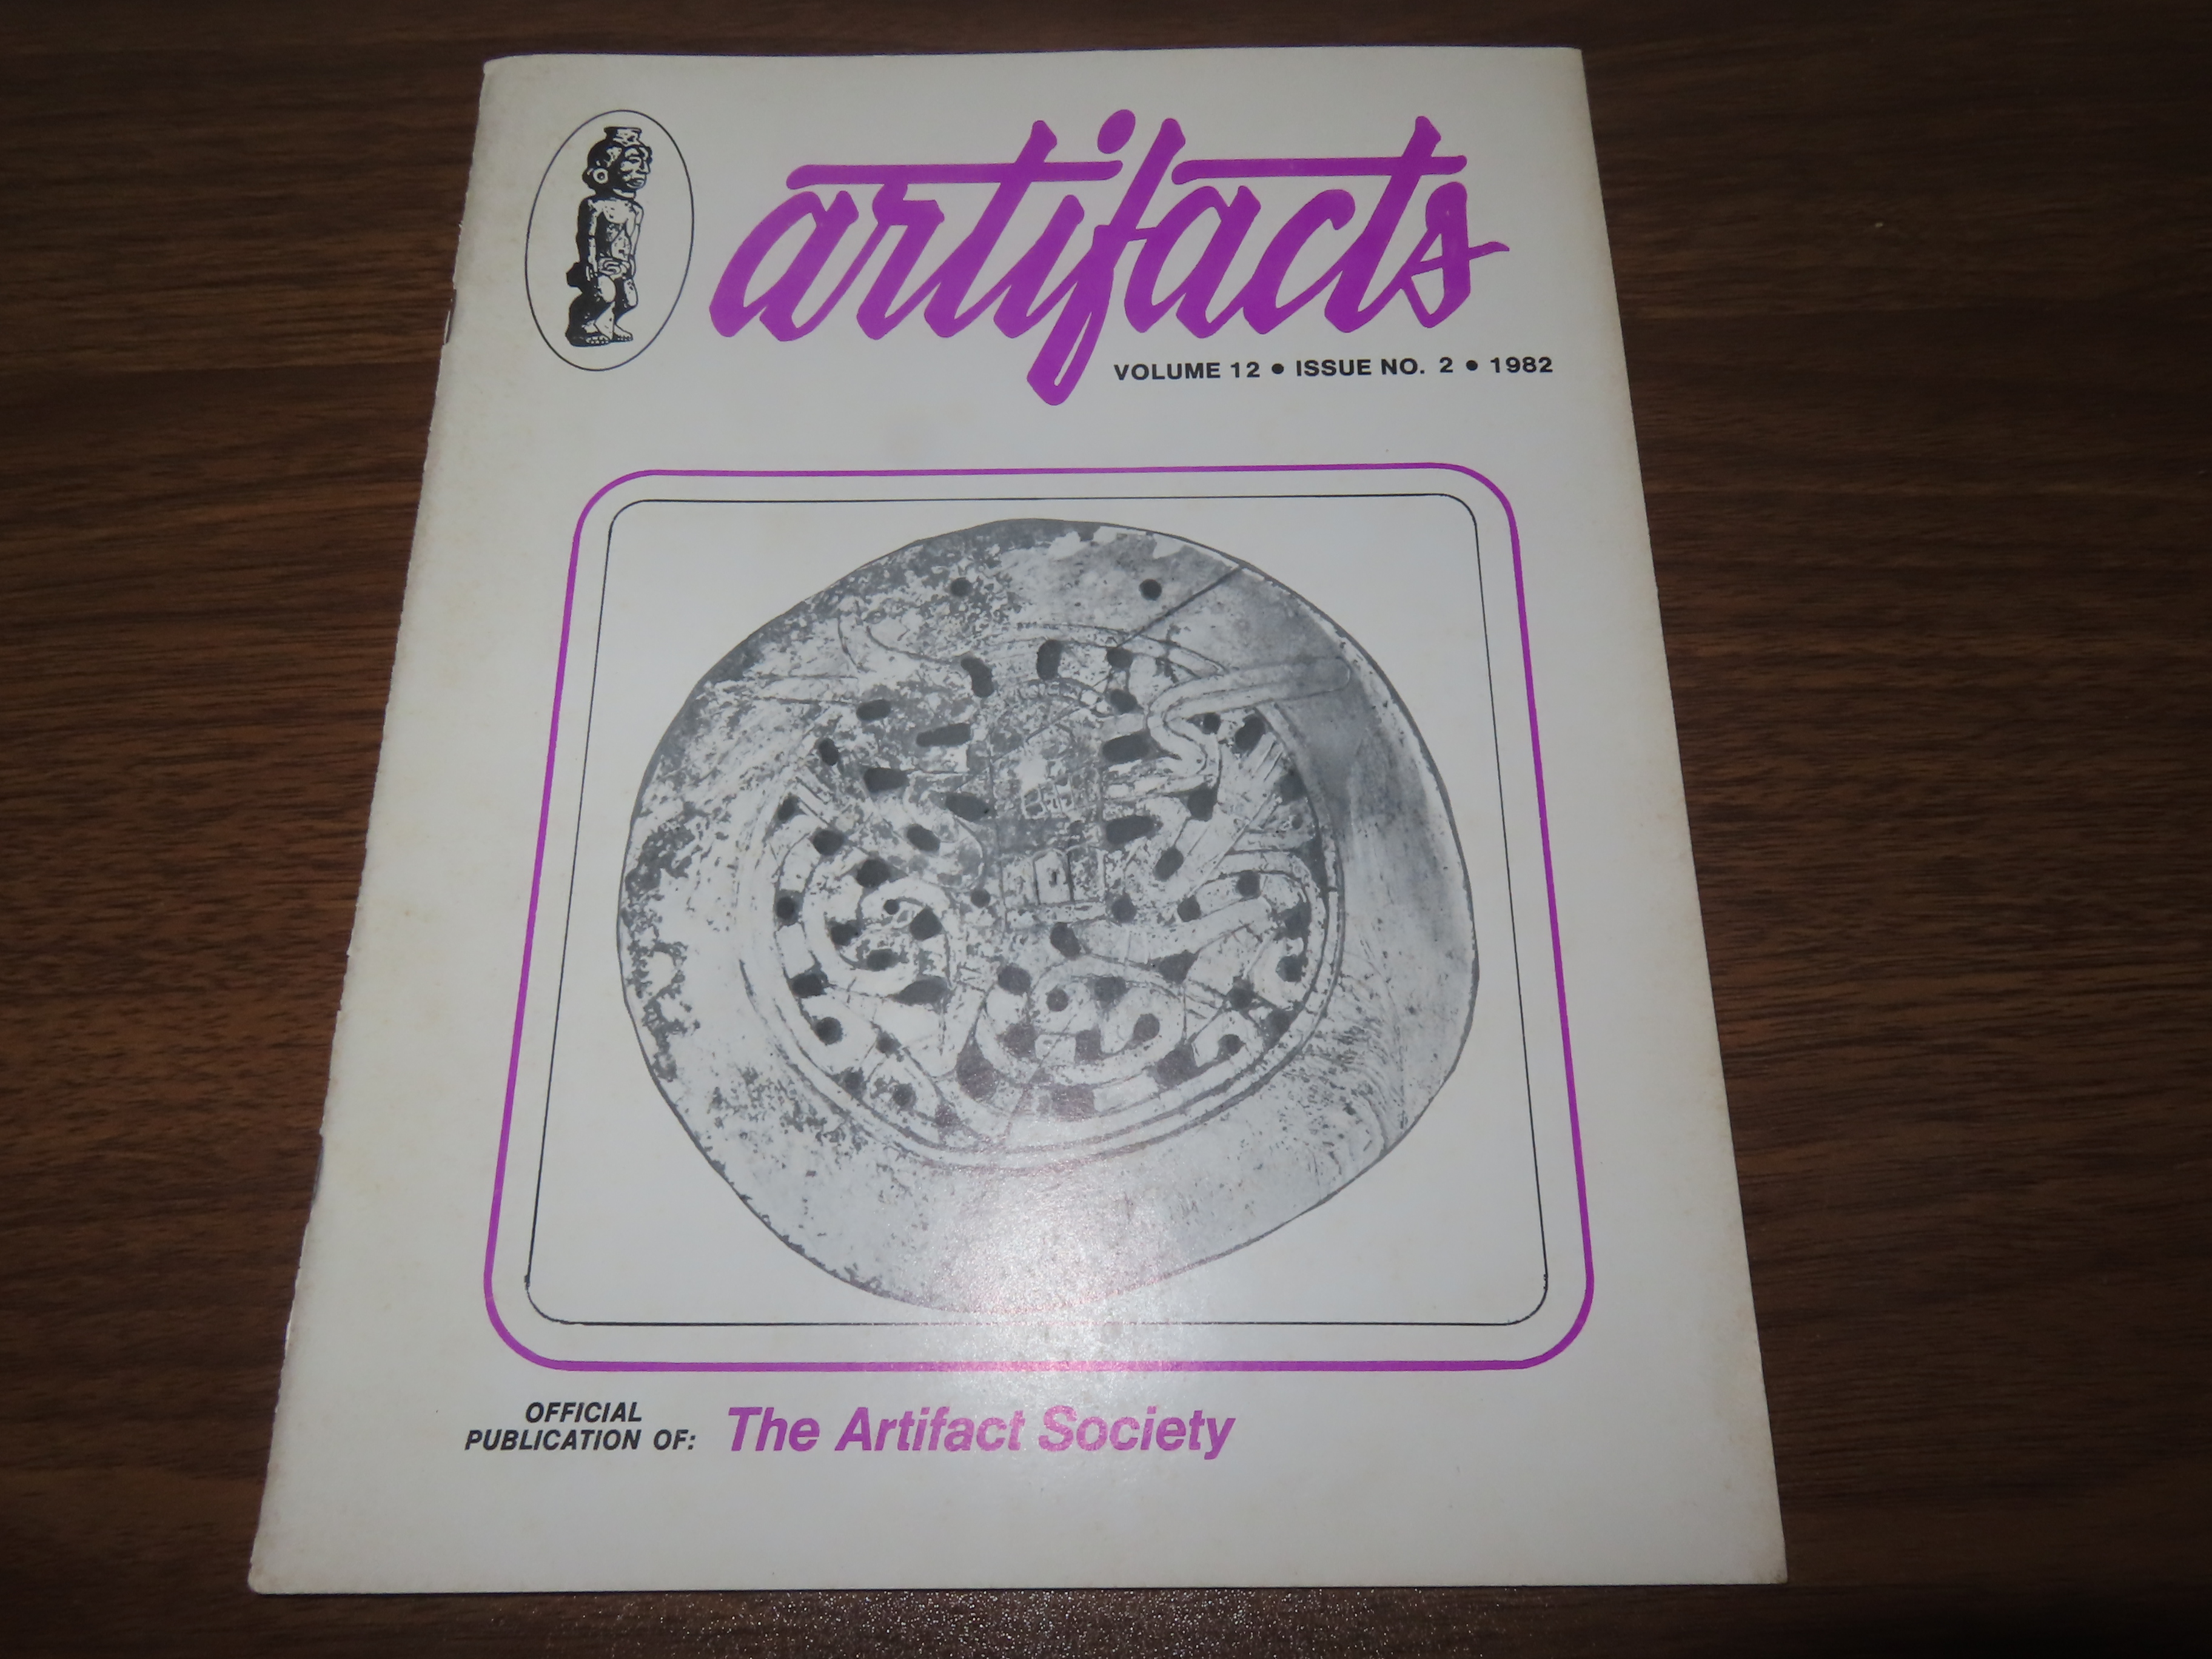 artifacts
VOLUME 12 • ISSUE NO. 2 • 1982
OFFICIAL
PUBLICATION OF:
The Artifact Society